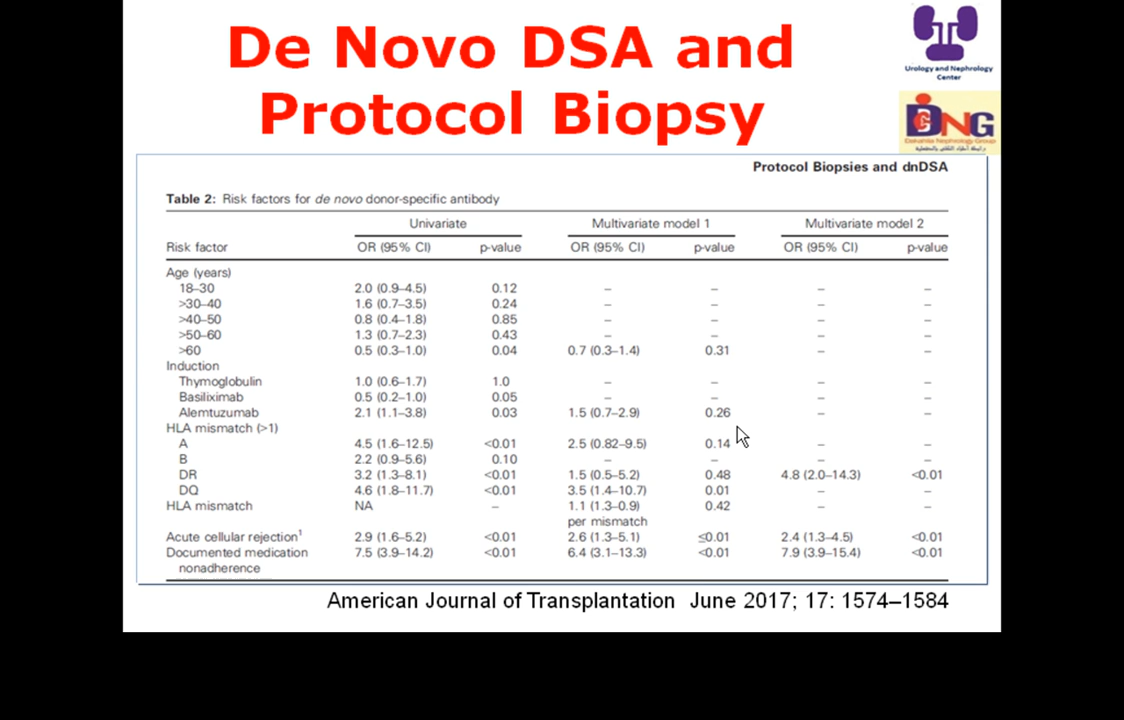 De Novo DSA and
Protocol Biopsy
Urology and Nephrology
Center
DNG
Dakahlia Nephrology Group
Protocol Biopsies and dnDSA
Table 2: Risk factors for de novo donor-specific antibody
Univariate Multivariate model 1 Multivariate model 2
Risk factor OR (95% CI) p-value OR (95% CI) p-value OR (95% CI) p-value
Age (years)
18–30 2.0 (0.9–4.5) 0.12 – – – –
>30–40 1.6 (0.7–3.5) 0.24 – – – –
>40–50 0.8 (0.4–1.8) 0.85 – – – –
>50–60 1.3 (0.7–2.3) 0.43 – – – –
>60 0.5 (0.3–1.0) 0.04 0.7 (0.3–1.4) 0.31 – –
Induction
Thymoglobulin 1.0 (0.6–1.7) 1.0 – – – –
Basiliximab 0.5 (0.2–1.0) 0.05 – – – –
Alemtuzumab 2.1 (1.1–3.8) 0.03 1.5 (0.7–2.9) 0.26 – –
HLA mismatch (>1)
A 4.5 (1.6–12.5) <0.01 2.5 (0.82–9.5) 0.14 – –
B 2.2 (0.9–5.6) 0.10 – – – –
DR 3.2 (1.3–8.1) <0.01 1.5 (0.5–5.2) 0.48 4.8 (2.0–14.3) <0.01
DQ 4.6 (1.8–11.7) <0.01 3.5 (1.4–10.7) 0.01 – –
HLA mismatch NA – 1.1 (1.3–0.9) 0.42 – –
per mismatch
Acute cellular rejection¹ 2.9 (1.6–5.2) <0.01 2.6 (1.3–5.1) ≤0.01 2.4 (1.3–4.5) <0.01
Documented medication 7.5 (3.9–14.2) <0.01 6.4 (3.1–13.3) <0.01 7.9 (3.9–15.4) <0.01
nonadherence
American Journal of Transplantation June 2017; 17: 1574–1584